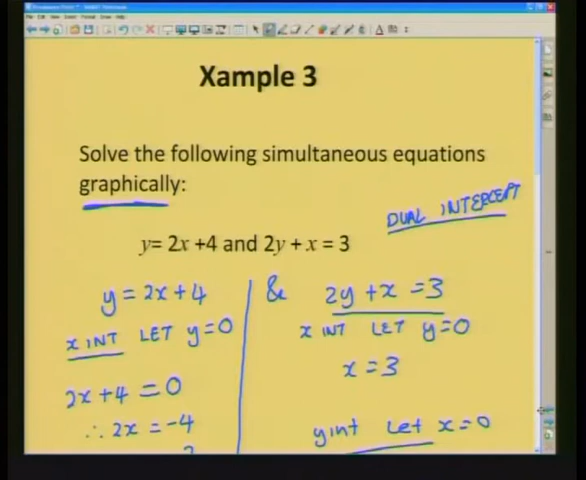 Xample 3
Solve the following simultaneous equations
graphically:
DUAL INTERCEPT
y= 2x +4 and 2y + x = 3
y = 2x + 4 & 2y + x = 3
x INT LET y = 0
2x + 4 = 0
∴ 2x = -4
x INT LET y = 0
x = 3
y int Let x = 0